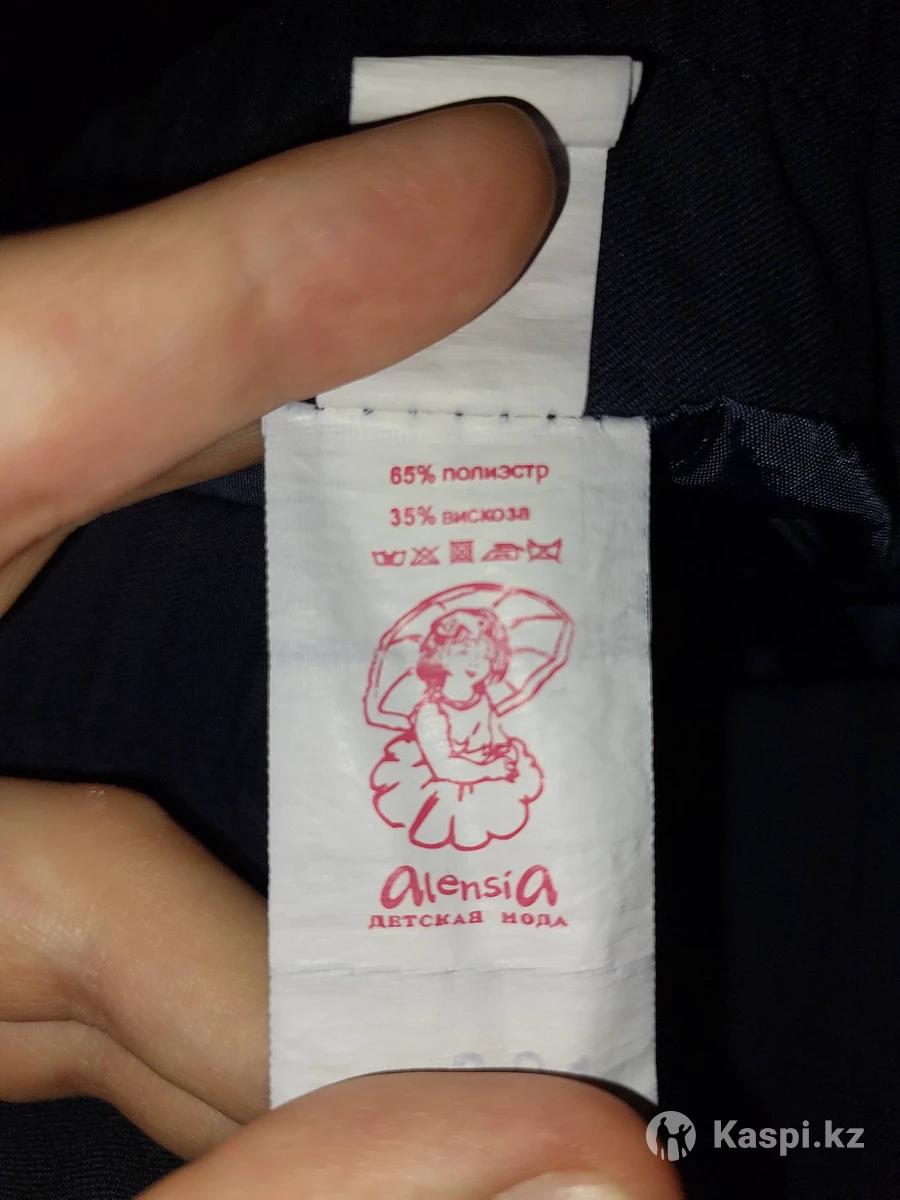 65% полиэстр
35% вискоза
alensia
ДЕТСКАЯ МОДА
Kaspi.kz